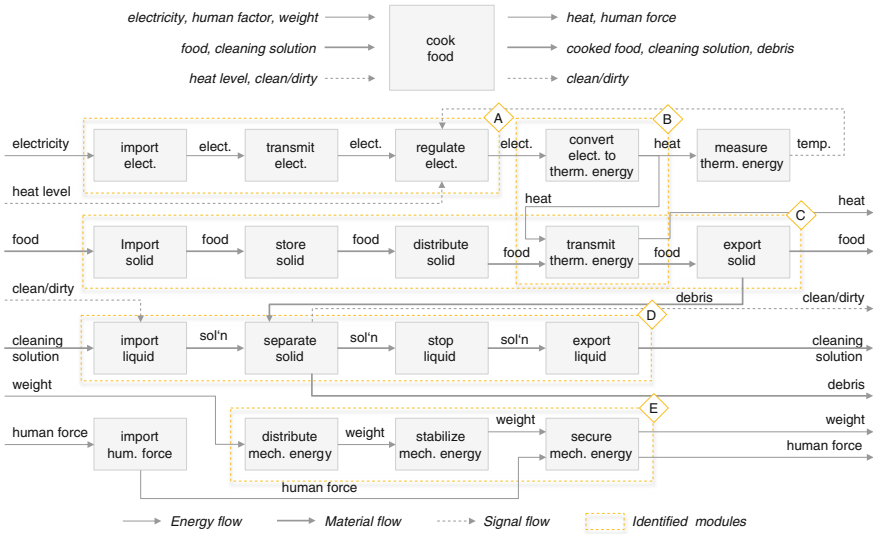 electricity, human factor, weight
heat, human force
cook
food
food, cleaning solution
cooked food, cleaning solution, debris
heat level, clean/dirty
clean/dirty
A
B
electricity
import
elect.
elect.
transmit
elect.
elect.
regulate
elect.
elect.
convert
elect. to
therm. energy
heat
measure
therm. energy
temp.
heat level
heat
heat
C
food
Import
solid
food
store
solid
food
distribute
solid
food
transmit
therm. energy
food
export
solid
food
clean/dirty
debris
clean/dirty
D
cleaning
solution
import
liquid
sol'n
separate
solid
sol'n
stop
liquid
sol'n
export
liquid
cleaning
solution
weight
debris
E
human force
import
hum. force
distribute
mech. energy
weight
stabilize
mech. energy
weight
secure
mech. energy
weight
human force
human force
Energy flow
Material flow
Signal flow
Identified modules